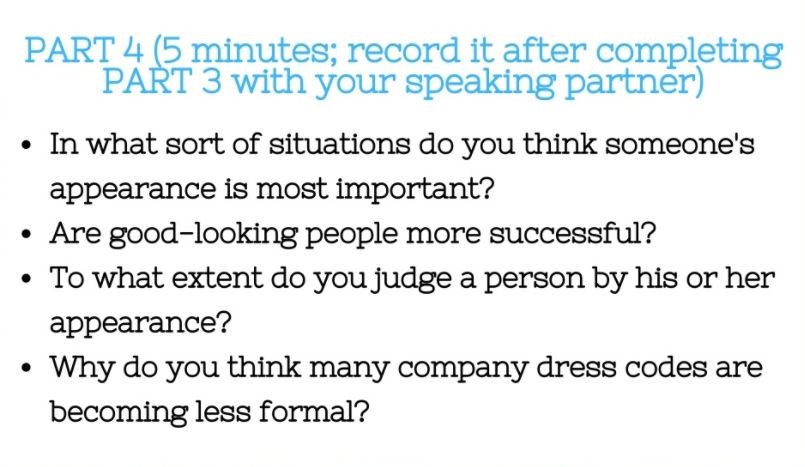 PART 4 (5 minutes; record it after completing
PART 3 with your speaking partner)
• In what sort of situations do you think someone's
appearance is most important?
• Are good-looking people more successful?
• To what extent do you judge a person by his or her
appearance?
• Why do you think many company dress codes are
becoming less formal?